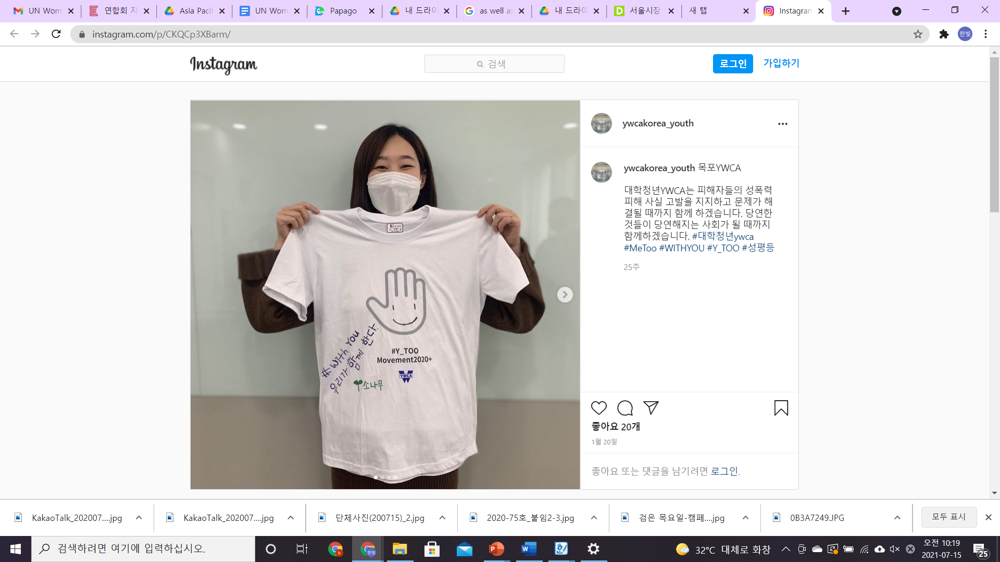 UN Wom
연합회 자
Asia Pacif
UN Wom
Papago
내 드라이
as well as
내 드라이
서울시장
새 탭
Instagram
instagram.com/p/CKQCp3XBarm/
한빛
Instagram
검색
로그인
가입하기
ywcakorea_youth
ywcakorea_youth 목포YWCA
대학청년YWCA는 피해자들의 성폭력
피해 사실 고발을 지지하고 문제가 해
결될 때까지 함께 하겠습니다. 당연한
것들이 당연해지는 사회가 될 때까지
함께하겠습니다. #대학청년ywca
#MeToo #WITHYOU #Y_TOO #성평등
25주
#With You
우리가 함께 한다.
소나무
#Y_TOO
Movement2020+
YWCA
좋아요 20개
1월 20일
좋아요 또는 댓글을 남기려면 로그인.
KakaoTalk_202007....jpg
KakaoTalk_202007....jpg
단체사진(200715)_2.jpg
2020-75호_붙임2-3.jpg
검은 목요일-캠페....jpg
0B3A7249.JPG
모두 표시
검색하려면 여기에 입력하십시오.
32°C 대체로 화창
오전 10:19
2021-07-15
25